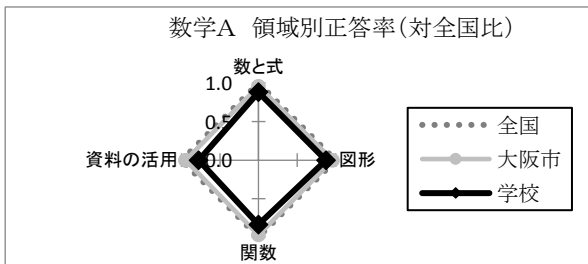 数学A 領域別正答率(対全国比)
数と式
1.0
0.5
0.0
資料の活用
図形
関数
全国
大阪市
学校